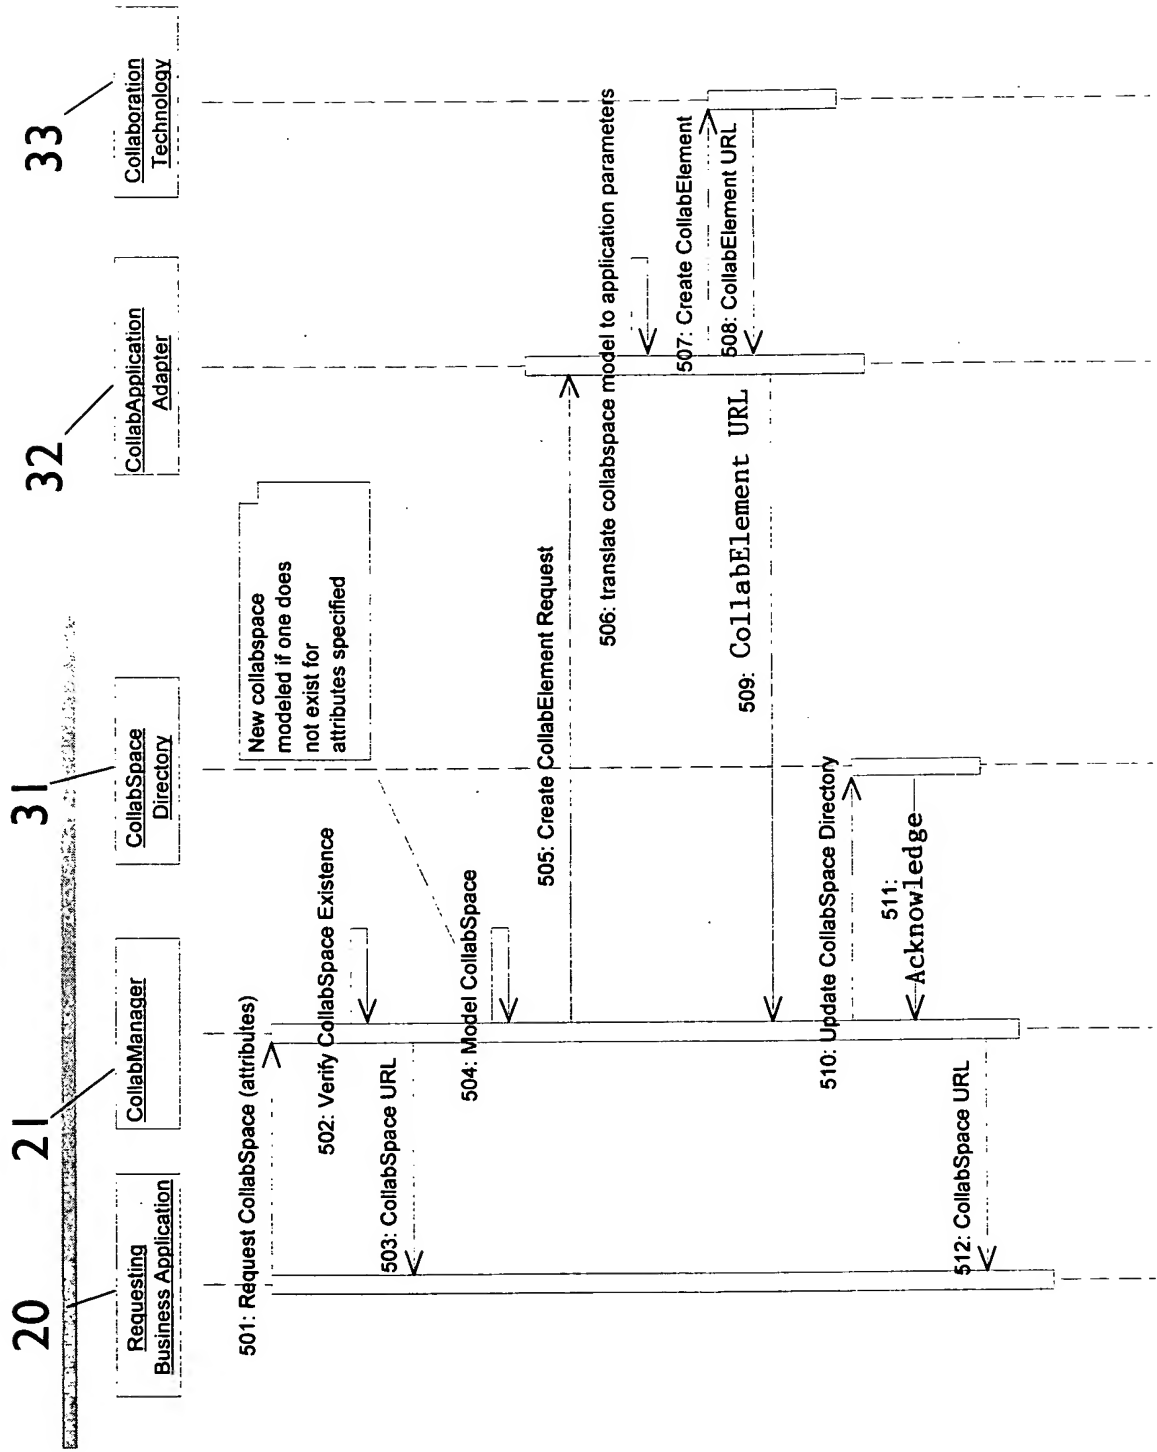 20
21
31
32
33
Requesting
Business Application
CollabManager
CollabSpace
Directory
CollabApplication
Adapter
Collaboration
Technology
501: Request CollabSpace (attributes)
New collabspace
modeled if one does
not exist for
attributes specified
502: Verify CollabSpace Existence
503: CollabSpace URL
504: Model CollabSpace
505: Create CollabElement Request
506: translate collabspace model to application parameters
507: Create CollabElement
508: CollabElement URL
509: CollabElement URL
510: Update CollabSpace Directory
511:
Acknowledge
512: CollabSpace URL